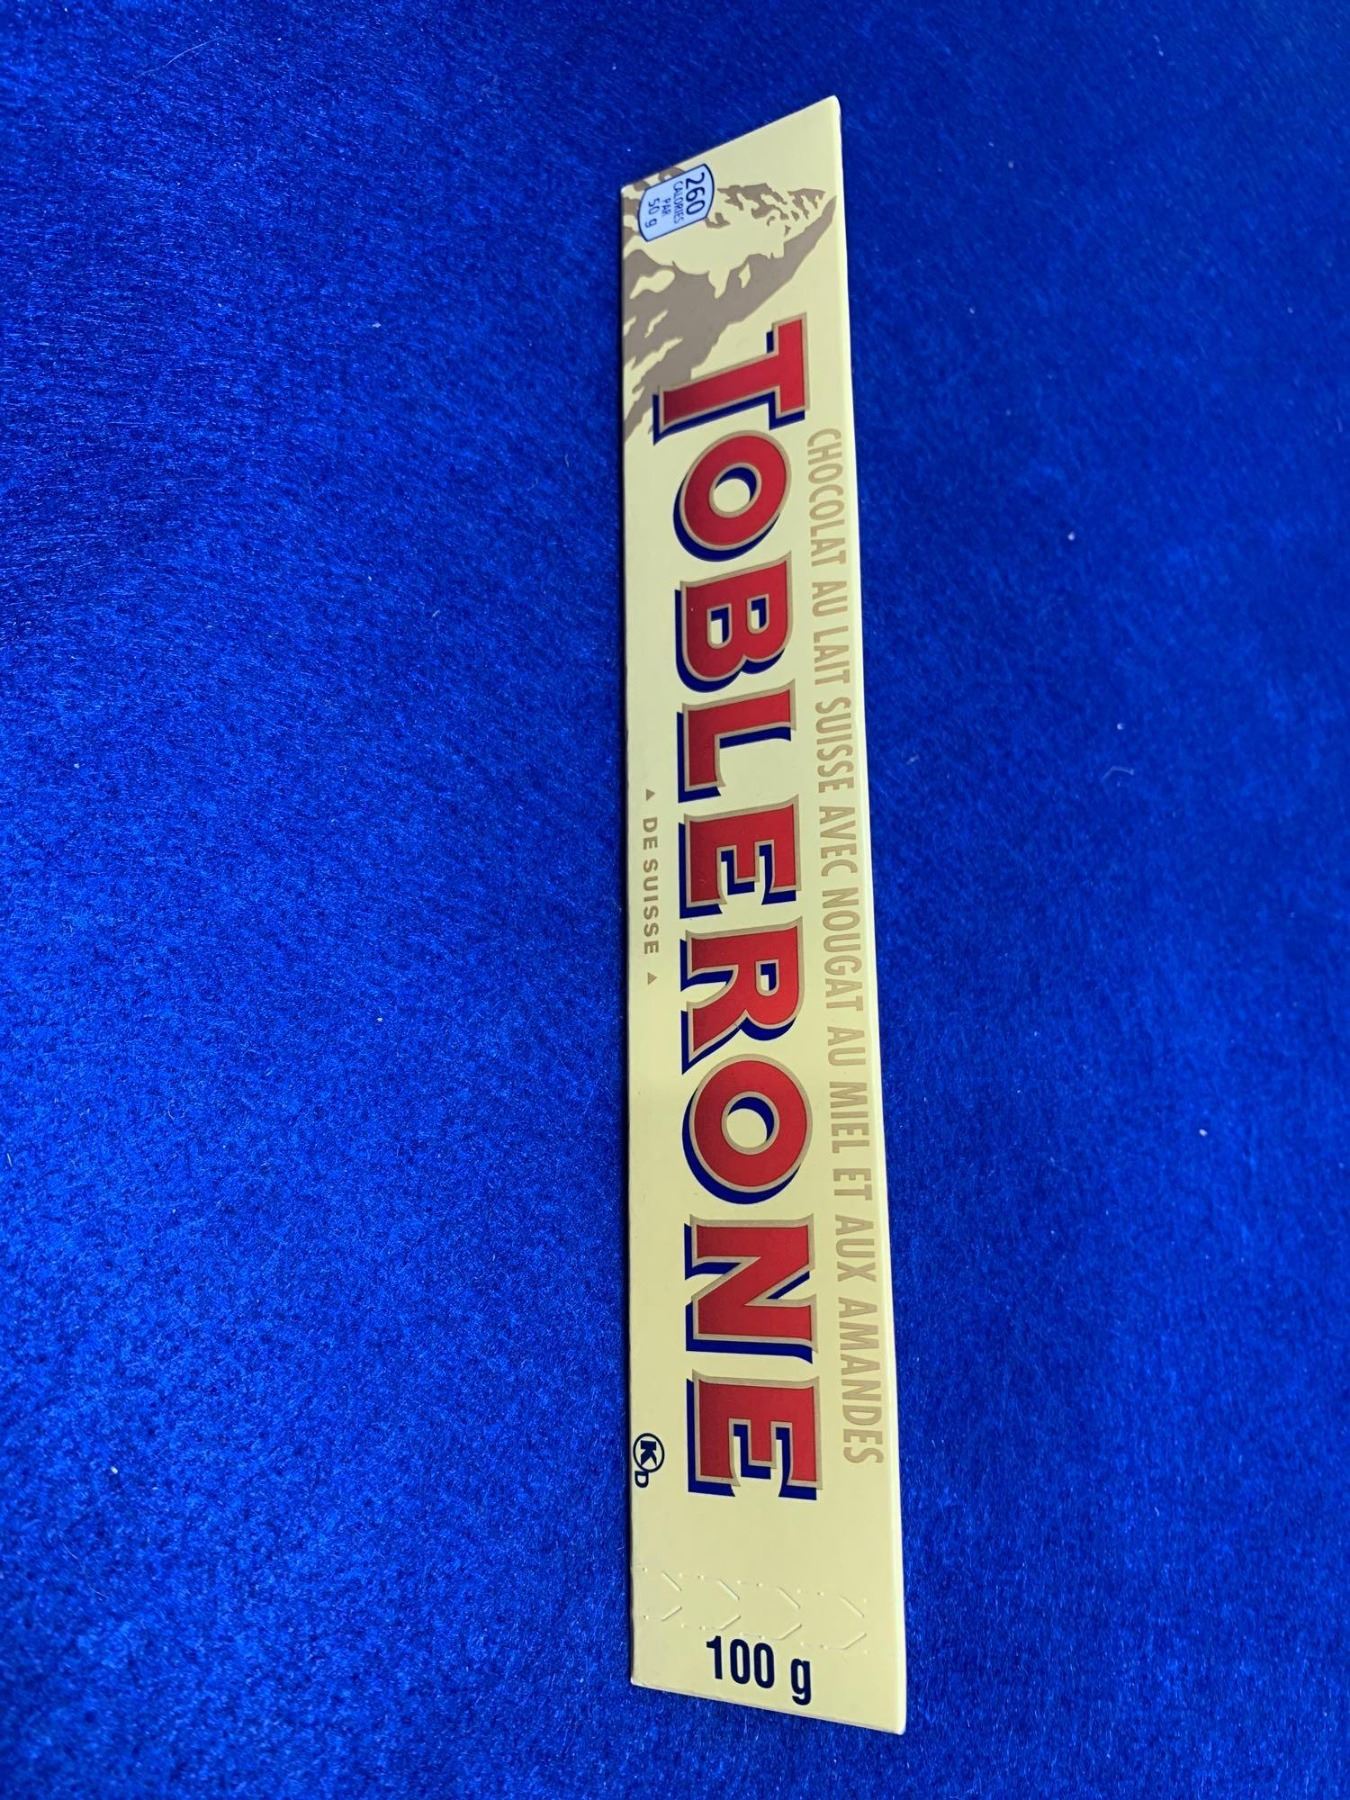 260
CALORIES
PAR
50 g
CHOCOLAT AU LAIT SUISSE AVEC NOUGAT AU MIEL ET AUX AMANDES
TOBLERONE
DE SUISSE
K D
100 g